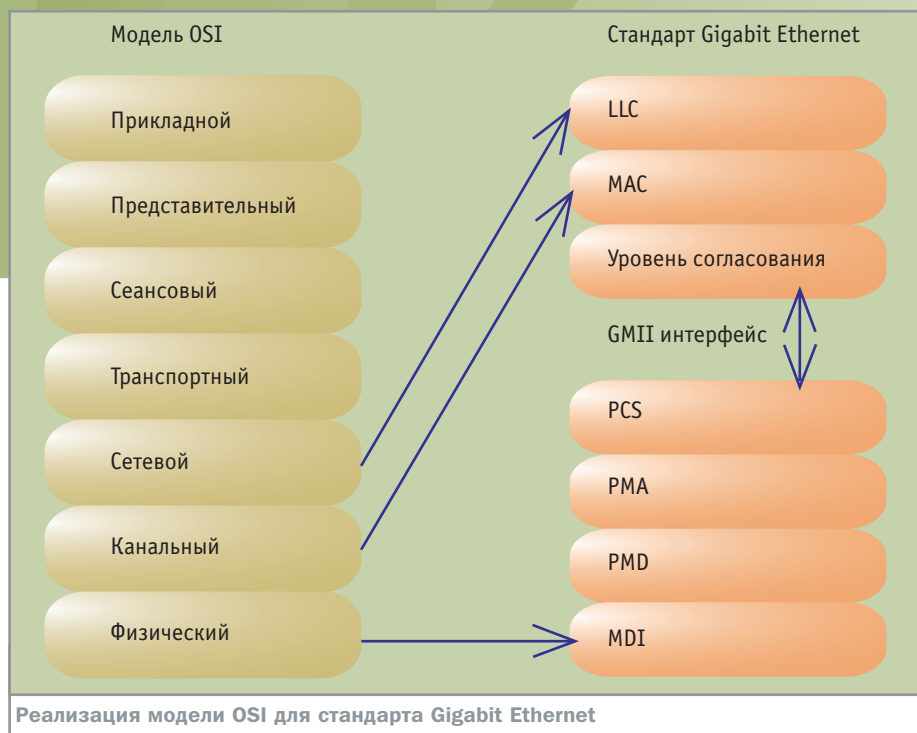 Модель OSI
Прикладной
Представительный
Сеансовый
Транспортный
Сетевой
Канальный
Физический
Стандарт Gigabit Ethernet
LLC
MAC
Уровень согласования
GMII интерфейс
PCS
PMA
PMD
MDI
Реализация модели OSI для стандарта Gigabit Ethernet